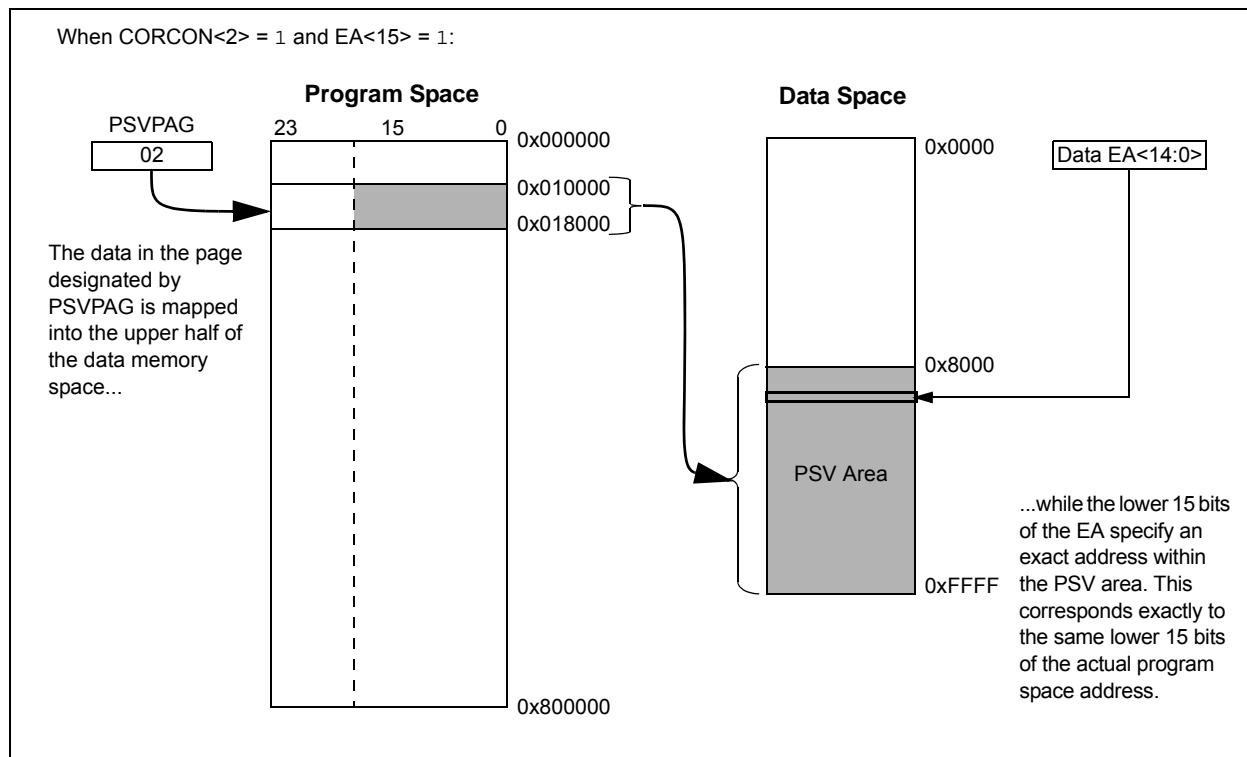 When CORCON<2> = 1 and EA<15> = 1:
Program Space
Data Space
PSVPAG
02
23 15 0
0x000000
0x010000
0x018000
0x800000
The data in the page
designated by
PSVPAG is mapped
into the upper half of
the data memory
space...
0x0000
0x8000
0xFFFF
PSV Area
Data EA<14:0>
...while the lower 15 bits
of the EA specify an
exact address within
the PSV area. This
corresponds exactly to
the same lower 15 bits
of the actual program
space address.